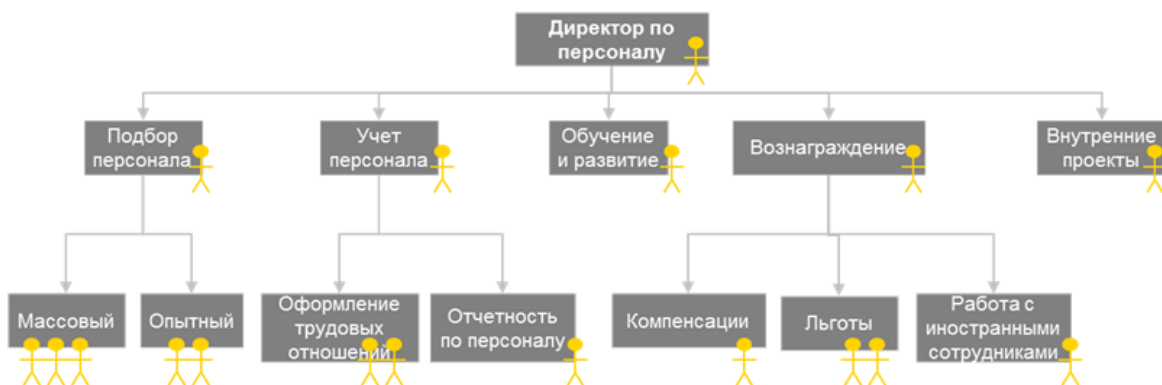 Директор по
персоналу
Подбор
персонала
Учет
персонала
Обучение
и развитие
Вознаграждение
Внутренние
проекты
Массовый
Опытный
Оформление
трудовых
отношений
Отчетность
по персоналу
Компенсации
Льготы
Работа с
иностранными
сотрудниками